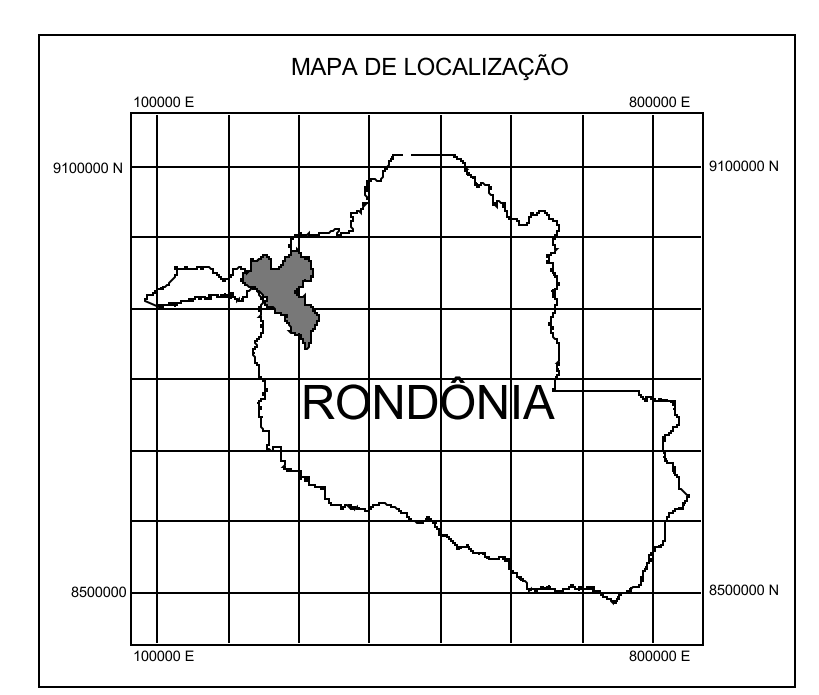 MAPA DE LOCALIZAÇÃO
100000 E
800000 E
9100000 N
9100000 N
RONDÔNIA
8500000
8500000 N
100000 E
800000 E